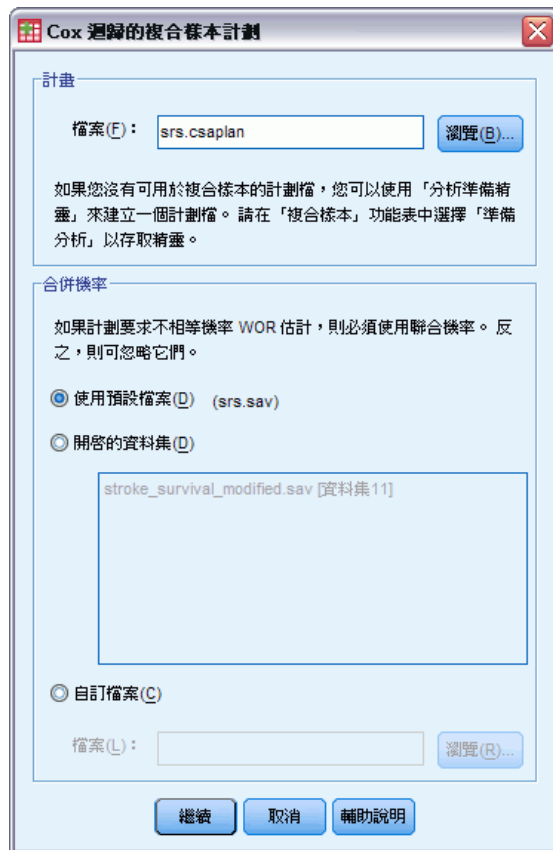 Cox 迴歸的複合樣本計劃
計畫
檔案(F)：
srs.csaplan
瀏覽(B)...
如果您沒有可用於複合樣本的計劃檔，您可以使用「分析準備精
靈」來建立一個計劃檔。 請在「複合樣本」功能表中選擇「準備
分析」以存取精靈。
合併機率
如果計劃要求不相等機率 WOR 估計，則必須使用聯合機率。 反
之，則可忽略它們。
使用預設檔案(D) (srs.sav)
開啓的資料集(D)
stroke_survival_modified.sav [資料集11]
自訂檔案(C)
檔案(L)：
瀏覽(R)...
繼續
取消
輔助說明